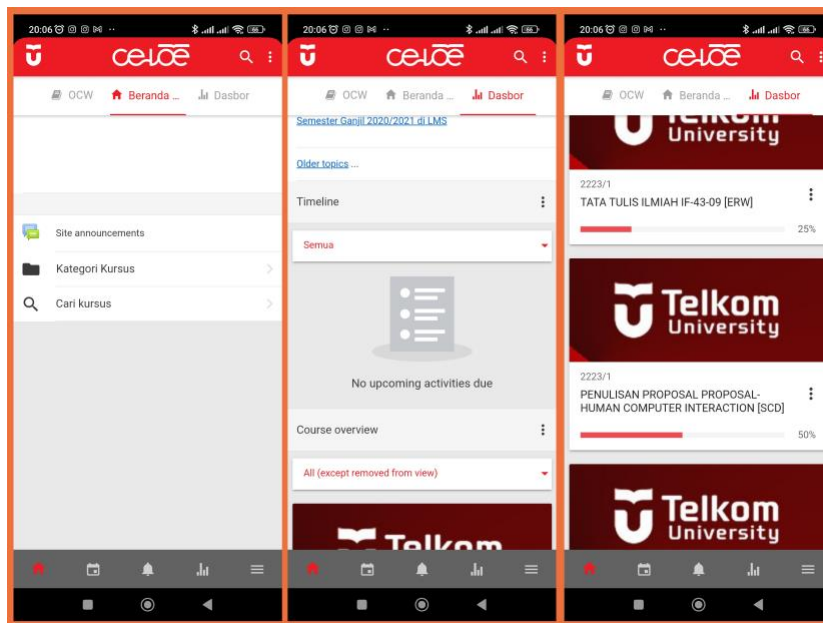 20:06
66
celoe
OCW
Beranda ...
Dasbor
Site announcements
Kategori Kursus
Cari kursus
20:06
66
celoe
OCW
Beranda ...
Dasbor
Semester Ganjil 2020/2021 di LMS
Older topics ...
Timeline
Semua
No upcoming activities due
Course overview
All (except removed from view)
Telkom
20:06
66
celoe
OCW
Beranda ...
Dasbor
Telkom
University
2223/1
TATA TULIS ILMIAH IF-43-09 [ERW]
25%
Telkom
University
2223/1
PENULISAN PROPOSAL PROPOSAL-
HUMAN COMPUTER INTERACTION [SCD]
50%
Telkom
University